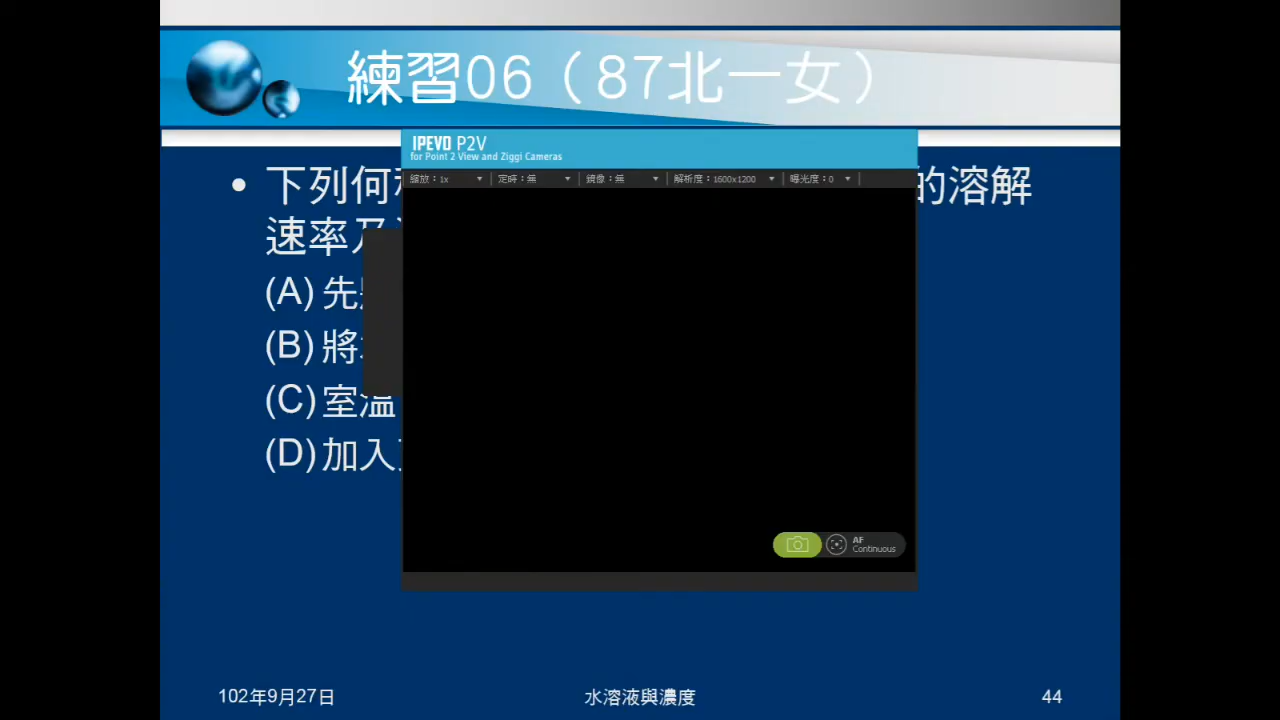 練習06（87北一女）
IPEVO P2V
for Point 2 View and Ziggi Cameras
縮放：1x 定時：無 鏡像：無 解析度：1600x1200 曝光度：0
• 下列何 的溶解
速率及
(A) 先
(B) 將
(C) 室溫
(D) 加入
AF
Continuous
102年9月27日 水溶液與濃度 44